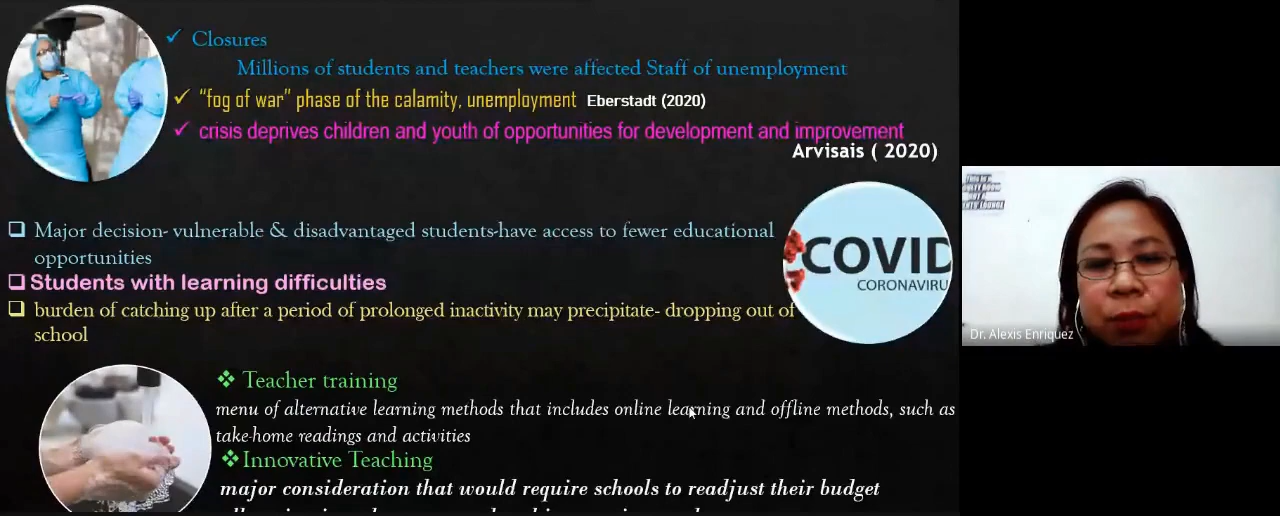 Closures
Millions of students and teachers were affected Staff of unemployment
"fog of war" phase of the calamity, unemployment Eberstadt (2020)
crisis deprives children and youth of opportunities for development and improvement
Arvisais ( 2020)
Major decision- vulnerable & disadvantaged students-have access to fewer educational
opportunities
Students with learning difficulties
burden of catching up after a period of prolonged inactivity may precipitate- dropping out of
school
COVID
CORONAVIRU
Teacher training
menu of alternative learning methods that includes online learning and offline methods, such as
take-home readings and activities
Innovative Teaching
major consideration that would require schools to readjust their budget
Dr. Alexis Enriquez